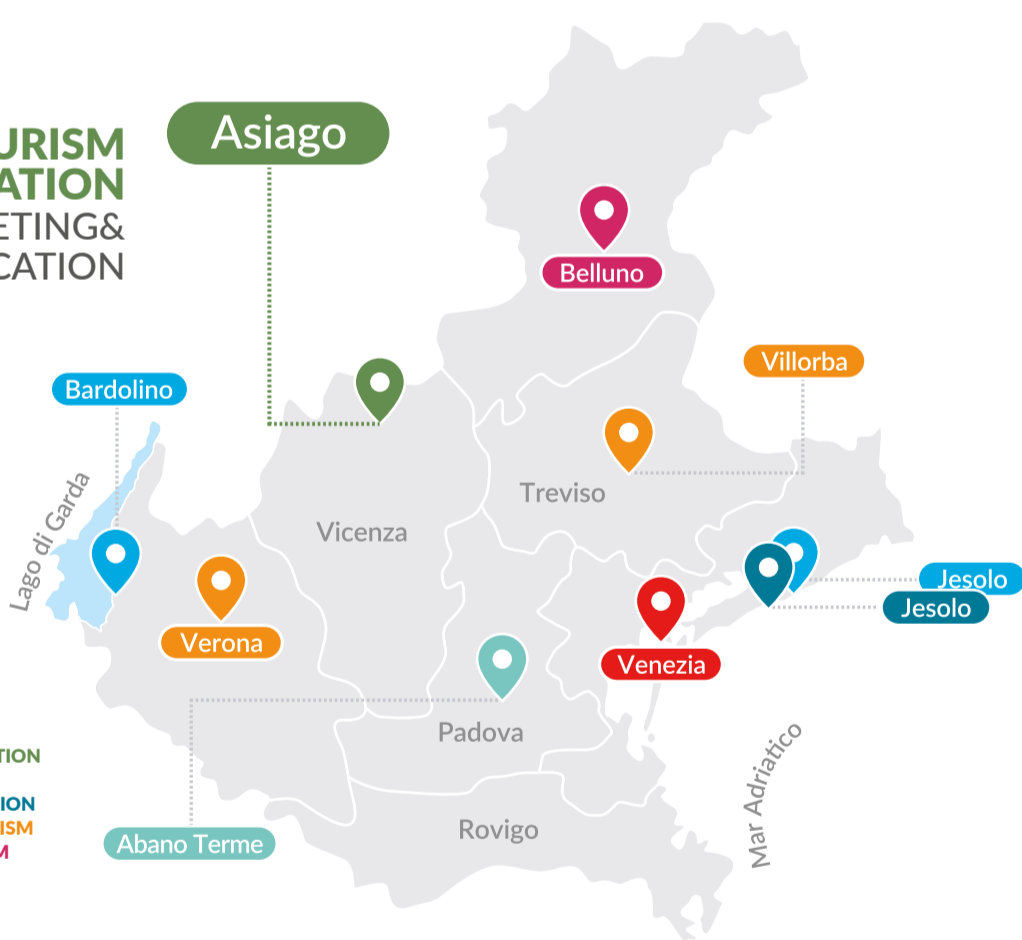 Asiago
URISM
ATION
ETING&
CATION
Belluno
Villorba
Bardolino
Lago di Garda
Treviso
Vicenza
Jesolo
Jesolo
Verona
Venezia
Padova
Mar Adriatico
TION
ION
ISM
M
Rovigo
Abano Terme